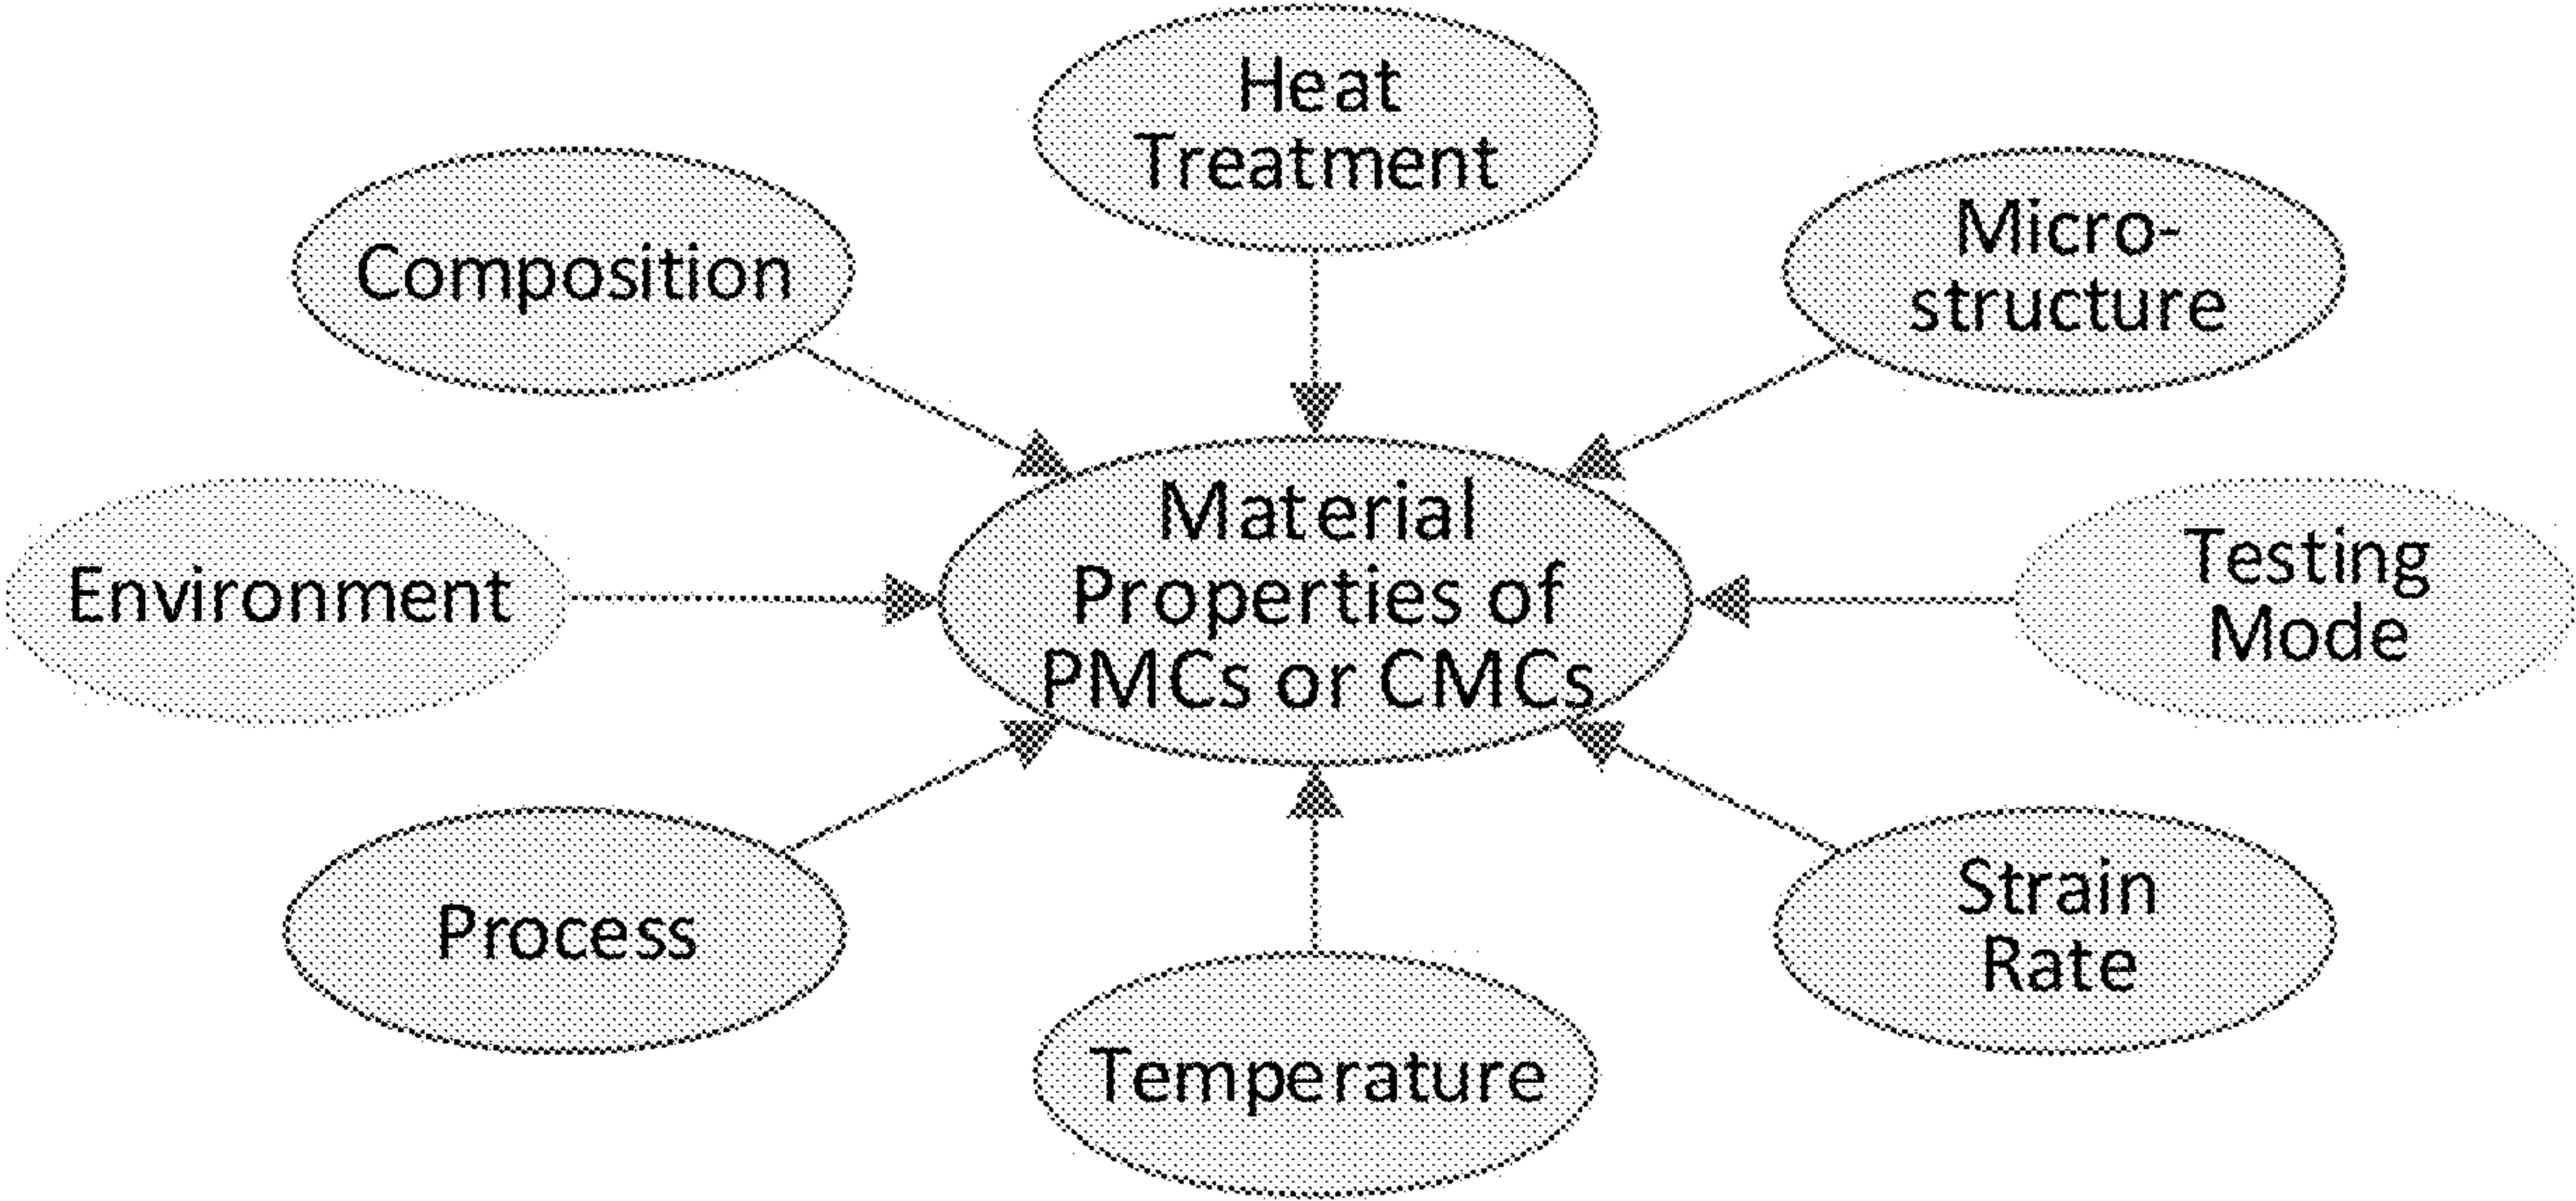 Heat
Treatment
Composition
Micro-
structure
Material
Properties of
PMCs or CMCs
Environment
Testing
Mode
Process
Strain
Rate
Temperature